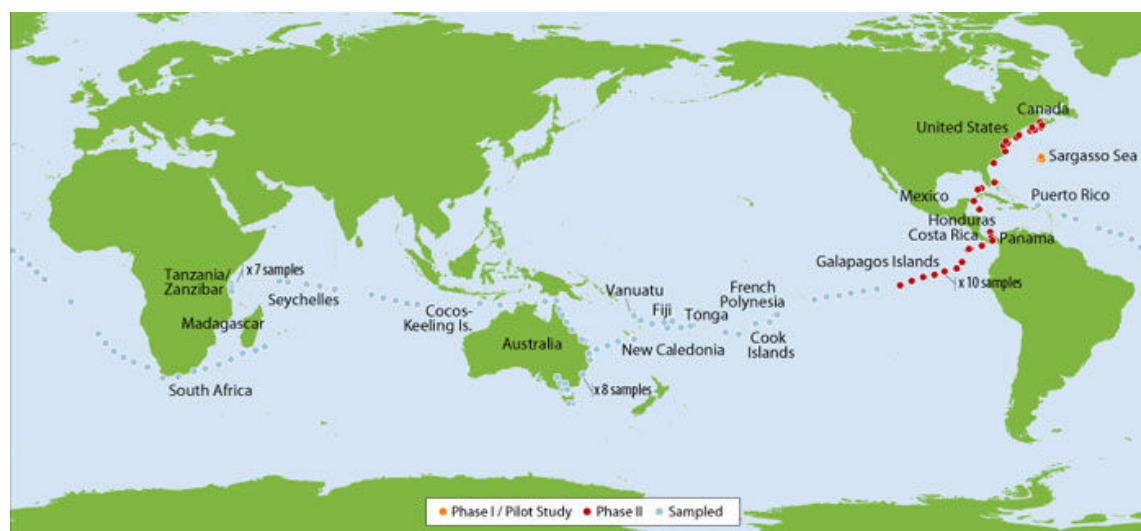 Canada
United States
Sargasso Sea
Mexico
Puerto Rico
Honduras
Costa Rica
Panama
Galapagos Islands
x 10 samples
Tanzania/
Zanzibar
x 7 samples
Seychelles
Madagascar
South Africa
Cocos-
Keeling Is.
Australia
Vanuatu
Fiji
Tonga
French
Polynesia
Cook
Islands
New Caledonia
x 8 samples
Phase I / Pilot Study
Phase II
Sampled